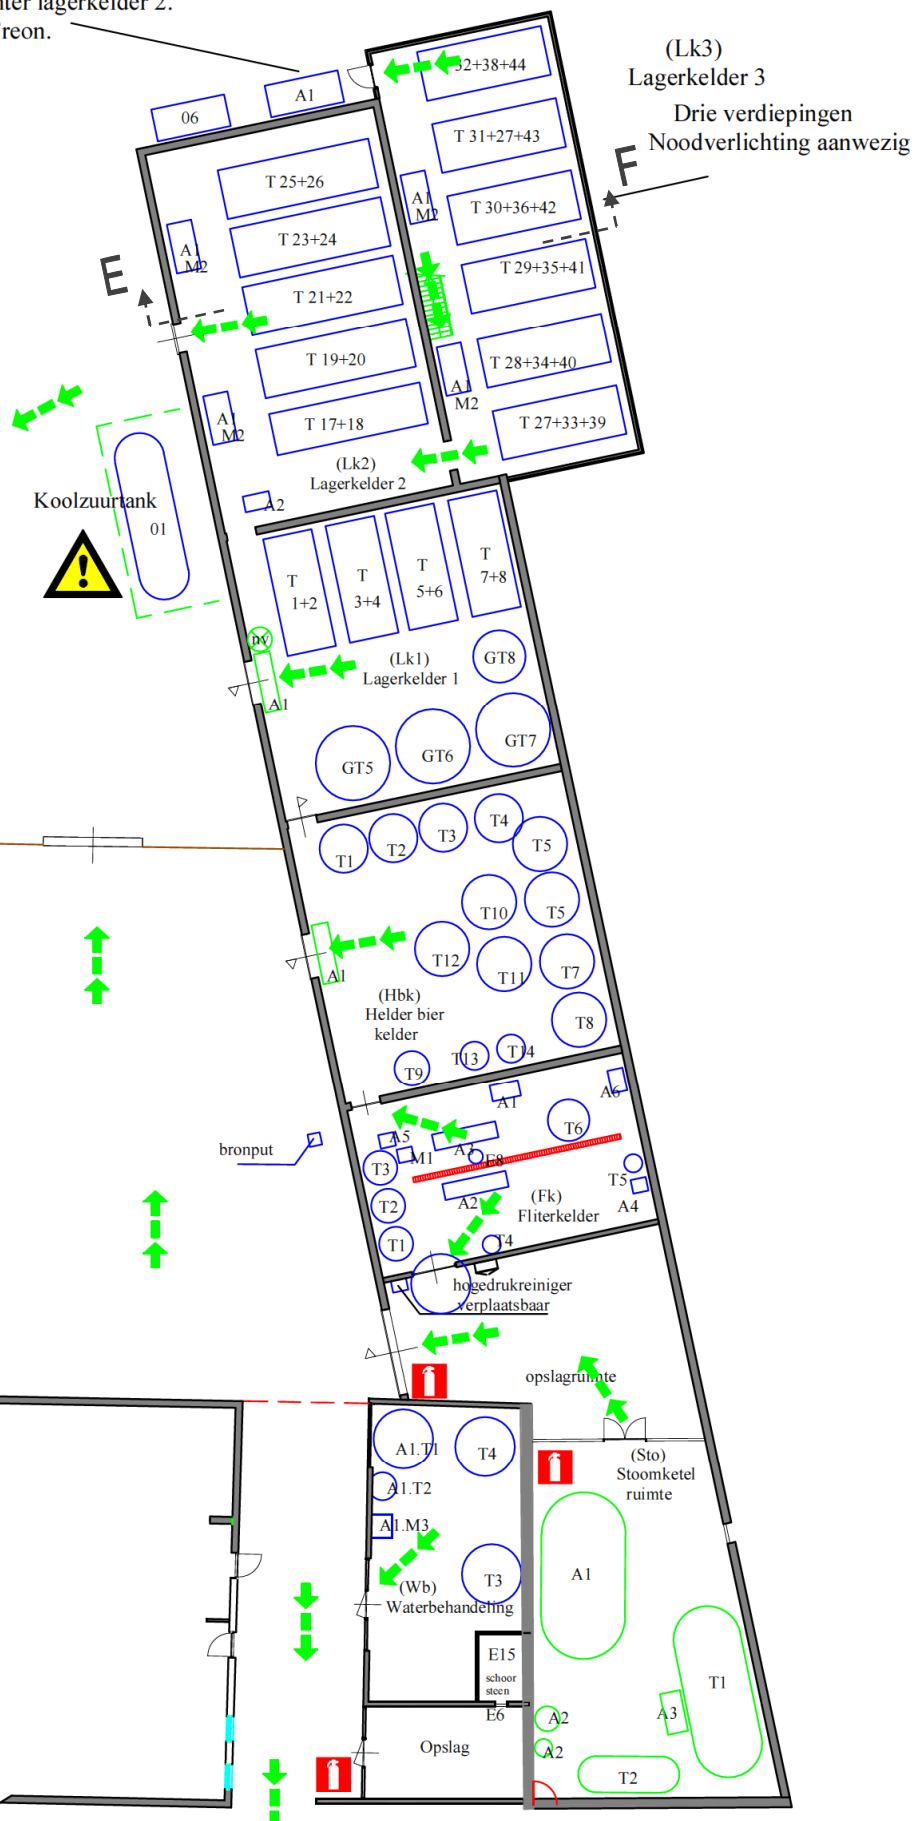 nter lagerkelder 2.
reon.
(Lk3)
Lagerkelder 3
Drie verdiepingen
Noodverlichting aanwezig
32+38+44
A1
06
T 31+27+43
F
T 25+26
A1
M2
T 30+36+42
T 23+24
A1
M2
E
T 29+35+41
T 21+22
T 19+20
T 28+34+40
A1
M2
A1
M2
T 17+18
T 27+33+39
(Lk2)
Lagerkelder 2
Koolzuurtank
01
A2
T
1+2
T
3+4
T
5+6
T
7+8
nv
(Lk1)
Lagerkelder 1
GT8
A1
GT5
GT6
GT7
T1
T2
T3
T4
T5
T10
T5
T12
T11
T7
A1
(Hbk)
Helder bier
kelder
T8
T9
T13
T14
A1
A6
bronput
A5
M1
A3
E8
T6
T3
T5
A4
T2
A2
(Fk)
Fliterkelder
T1
T4
hogedrukreiniger
verplaatsbaar
opslagruimte
A1.T1
T4
(Sto)
Stoomketel
ruimte
A1.T2
A1.M3
A1
T3
(Wb)
Waterbehandeling
E15
schoor
steen
E6
T1
A3
A2
A2
Opslag
T2